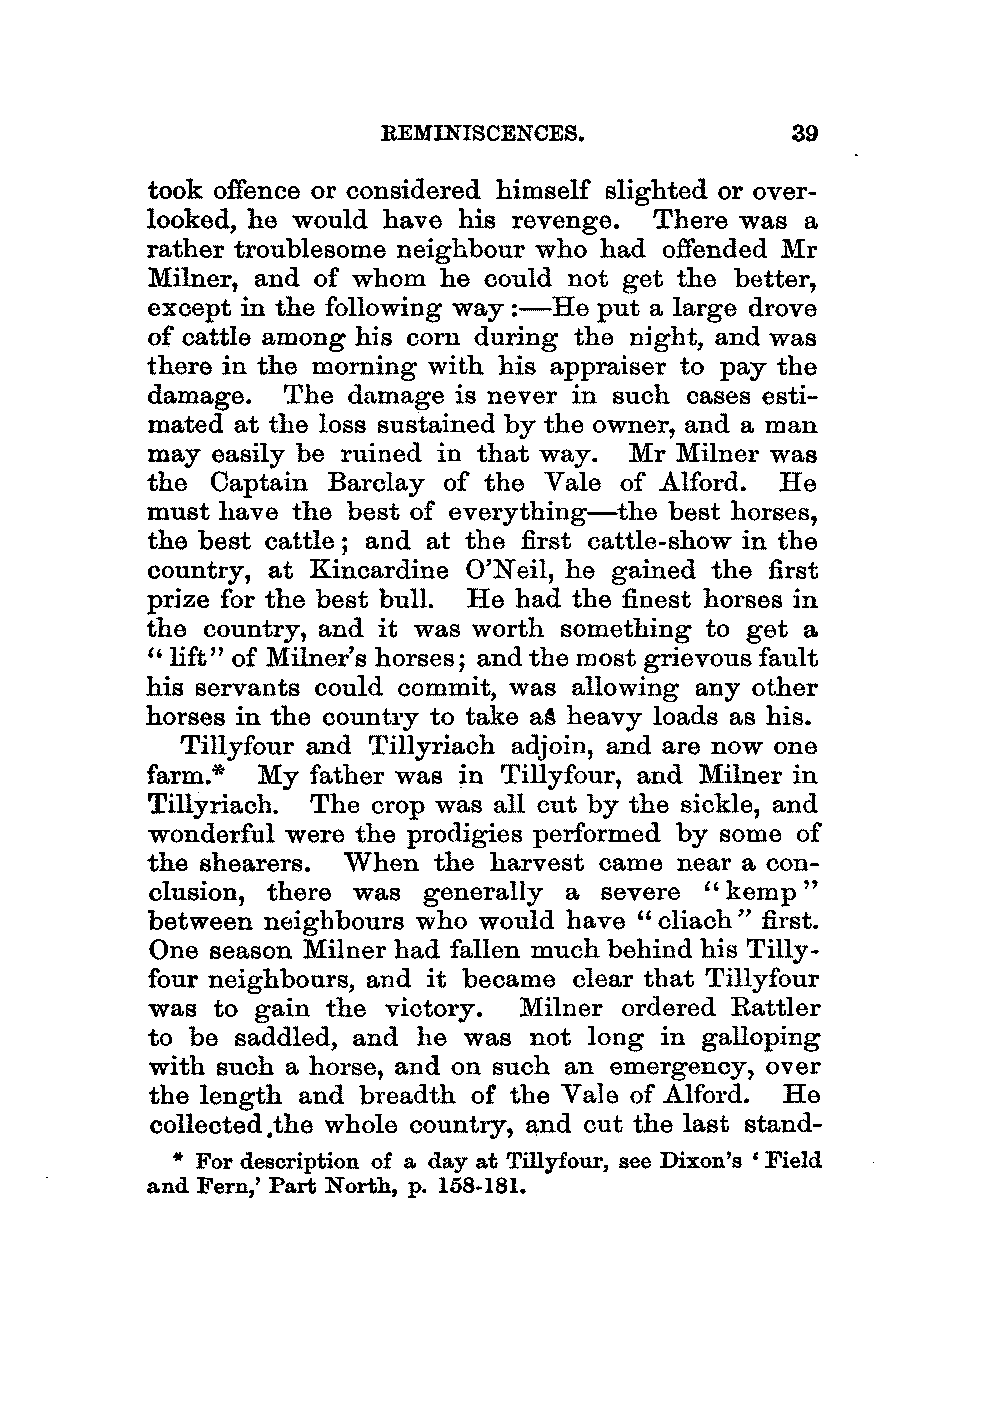 REMINISCENCES. 39
took offence or considered himself slighted or over-
looked, he would have his revenge. There was a
rather troublesome neighbour who had offended Mr
Milner, and of whom he could not get the better,
except in the following way :—He put a large drove
of cattle among his corn during the night, and was
there in the morning with his appraiser to pay the
damage. The damage is never in such cases esti-
mated at the loss sustained by the owner, and a man
may easily be ruined in that way. Mr Milner was
the Captain Barclay of the Vale of Alford. He
must have the best of everything—the best horses,
the best cattle; and at the first cattle-show in the
country, at Kincardine O'Neil, he gained the first
prize for the best bull. He had the finest horses in
the country, and it was worth something to get a
“lift” of Milner's horses; and the most grievous fault
his servants could commit, was allowing any other
horses in the country to take as heavy loads as his.
Tillyfour and Tillyriach adjoin, and are now one
farm.* My father was in Tillyfour, and Milner in
Tillyriach. The crop was all cut by the sickle, and
wonderful were the prodigies performed by some of
the shearers. When the harvest came near a con-
clusion, there was generally a severe “kemp”
between neighbours who would have “cliach” first.
One season Milner had fallen much behind his Tilly-
four neighbours, and it became clear that Tillyfour
was to gain the victory. Milner ordered Rattler
to be saddled, and he was not long in galloping
with such a horse, and on such an emergency, over
the length and breadth of the Vale of Alford. He
collected the whole country, and cut the last stand-
* For description of a day at Tillyfour, see Dixon's ‘Field
and Fern,’ Part North, p. 158-181.